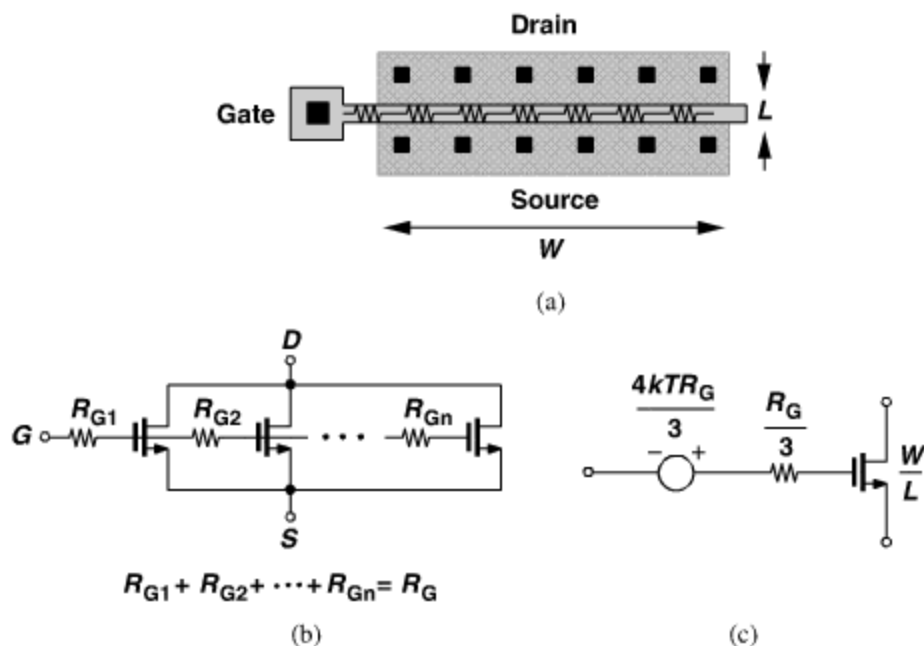 Drain
Gate
L
Source
W
(a)
D
G
R_G1
R_G2
R_Gn
S
R_G1 + R_G2 + ⋯ + R_Gn = R_G
(b)
4kTR_G
3
R_G
3
W
L
(c)